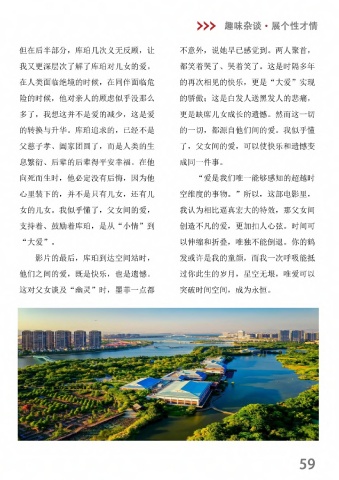 趣味杂谈·展个性才情
但在后半部分，库珀几次义无反顾，让
我又更深层次了解了库珀对儿女的爱。
在人类面临绝境的时候，在同伴面临危
险的时候，他对亲人的顾虑似乎没那么
多了，我想这并不是爱的减少，这是爱
的转换与升华。库珀追求的，已经不是
父慈子孝、阖家团圆了，而是人类的生
息繁衍、后辈的后辈得平安幸福。在他
向死而生时，他必定没有后悔，因为他
心里装下的，并不是只有儿女，还有儿
女的儿女。我似乎懂了，父女间的爱，
支持着、鼓励着库珀，是从“小情”到
“大爱”。
影片的最后，库珀到达空间站时，
他们之间的爱，既是快乐，也是遗憾。
这对父女谈及“幽灵”时，墨菲一点都
不意外，说她早已感觉到。两人聚首，
都笑着哭了、哭着笑了。这是时隔多年
的再次相见的快乐，更是“大爱”实现
的骄傲；这是白发人送黑发人的悲痛，
更是缺席儿女成长的遗憾。然而这一切
的一切，都源自他们间的爱。我似乎懂
了，父女间的爱，可以使快乐和遗憾变
成同一件事。
“爱是我们唯一能够感知的超越时
空维度的事物。”所以，这部电影里，
我认为相比逼真宏大的特效，那父女间
创造不凡的爱，更加扣人心弦。时间可
以伸缩和折叠，唯独不能倒退。你的鹤
发或许是我的童颜，而我一次呼吸能抵
过你此生的岁月，星空无垠，唯爱可以
突破时间空间，成为永恒。
59